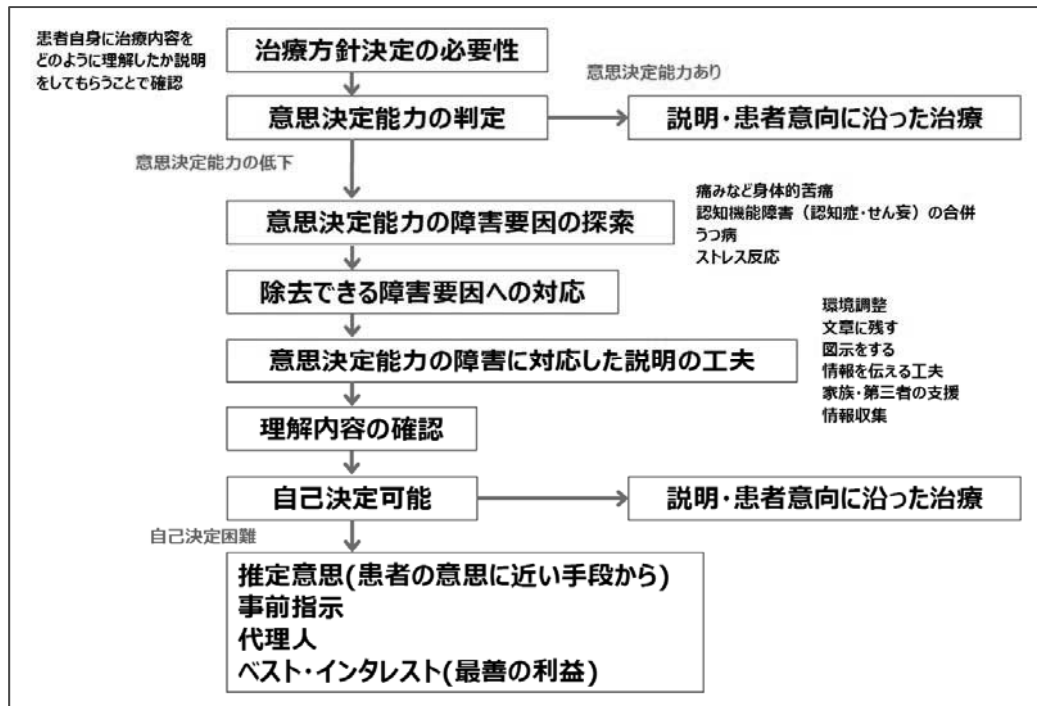 患者自身に治療内容を
どのように理解したか説明
をしてもらうことで確認
治療方針決定の必要性
意思決定能力あり
意思決定能力の判定
説明・患者意向に沿った治療
意思決定能力の低下
意思決定能力の障害要因の探索
痛みなど身体的苦痛
認知機能障害（認知症・せん妄）の合併
うつ病
ストレス反応
除去できる障害要因への対応
意思決定能力の障害に対応した説明の工夫
環境調整
文章に残す
図示をする
情報を伝える工夫
家族・第三者の支援
情報収集
理解内容の確認
自己決定可能
説明・患者意向に沿った治療
自己決定困難
推定意思(患者の意思に近い手段から)
事前指示
代理人
ベスト・インタレスト(最善の利益)